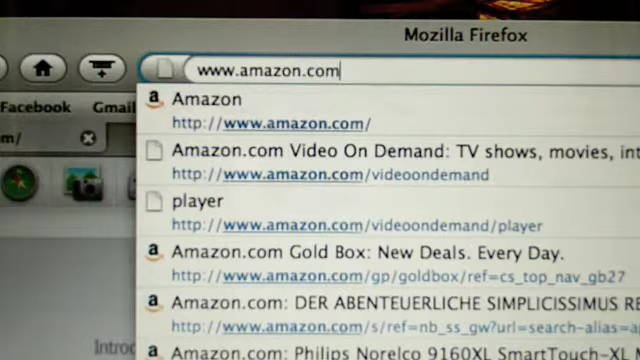 Mozilla Firefox
www.amazon.com
Facebook Gmail
m/
Amazon
http://www.amazon.com/
Amazon.com Video On Demand: TV shows, movies, int
http://www.amazon.com/videoondemand
player
http://www.amazon.com/videoondemand/player
Amazon.com Gold Box: New Deals. Every Day.
http://www.amazon.com/gp/goldbox/ref=cs_top_nav_gb27
Amazon.com: DER ABENTEUERLICHE SIMPLICISSIMUS RE
http://www.amazon.com/s/ref=nb_ss_gw?url=search-alias=a
Introd
Amazon.com: Philips Norelco 9160XL SmartTouch-XL M